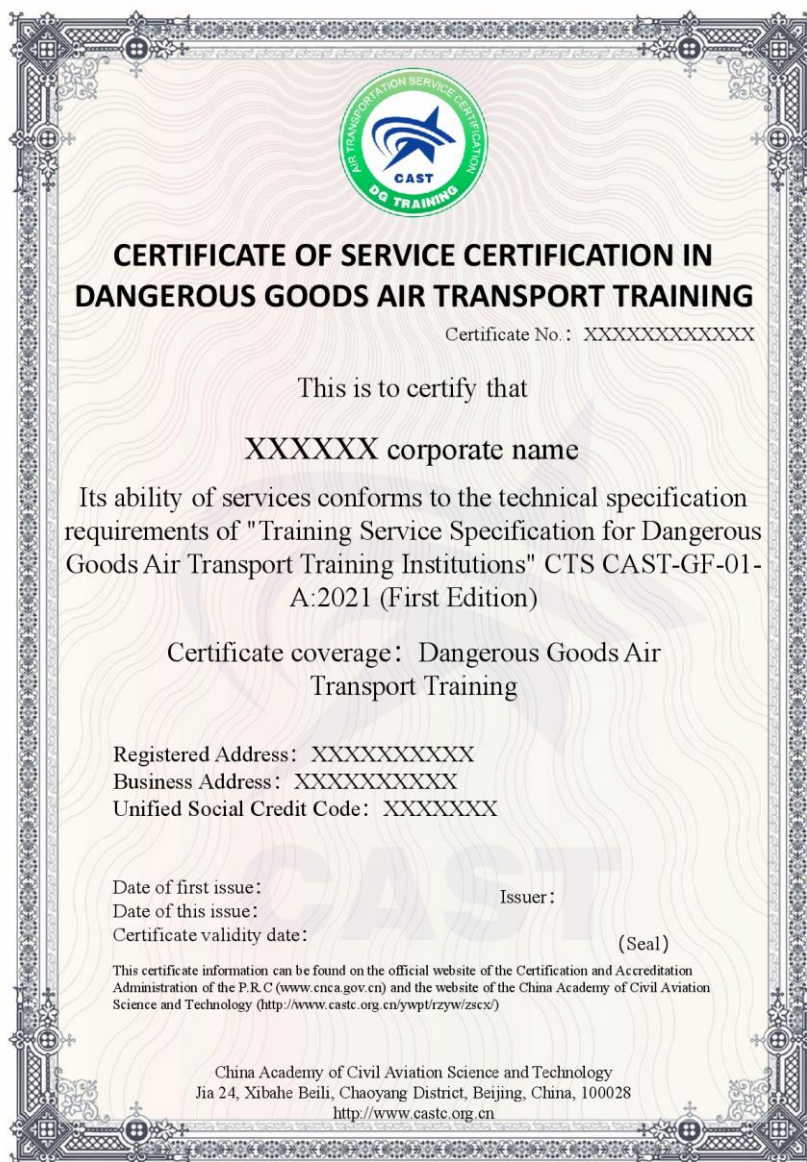 AIR TRANSPORTATION SERVICE CERTIFICATION
CAST
DG TRAINING
CERTIFICATE OF SERVICE CERTIFICATION IN
DANGEROUS GOODS AIR TRANSPORT TRAINING
Certificate No.：XXXXXXXXXXXX
This is to certify that
XXXXXX corporate name
Its ability of services conforms to the technical specification
requirements of "Training Service Specification for Dangerous
Goods Air Transport Training Institutions" CTS CAST-GF-01-
A:2021 (First Edition)
Certificate coverage：Dangerous Goods Air
Transport Training
Registered Address：XXXXXXXXXX
Business Address：XXXXXXXXXX
Unified Social Credit Code：XXXXXXX
Date of first issue：
Date of this issue：
Certificate validity date：
Issuer：
(Seal)
CAST
This certificate information can be found on the official website of the Certification and Accreditation
Administration of the P.R.C (www.cnca.gov.cn) and the website of the China Academy of Civil Aviation
Science and Technology (http://www.castc.org.cn/ywpt/rzyw/zscx/)
China Academy of Civil Aviation Science and Technology
Jia 24, Xibahe Beili, Chaoyang District, Beijing, China, 100028
http://www.castc.org.cn